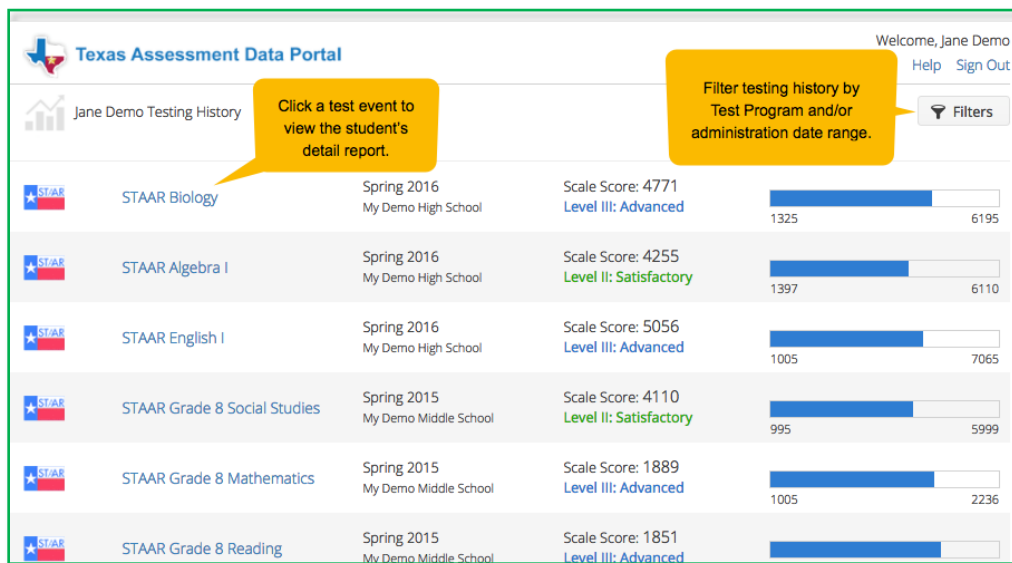 Texas Assessment Data Portal
Welcome, Jane Demo
Help Sign Out
Jane Demo Testing History
Click a test event to
view the student's
detail report.
Filter testing history by
Test Program and/or
administration date range.
Filters
STAAR
STAAR Biology
Spring 2016
My Demo High School
Scale Score: 4771
Level III: Advanced
1325 6195
STAAR
STAAR Algebra I
Spring 2016
My Demo High School
Scale Score: 4255
Level II: Satisfactory
1397 6110
STAAR
STAAR English I
Spring 2016
My Demo High School
Scale Score: 5056
Level III: Advanced
1005 7065
STAAR
STAAR Grade 8 Social Studies
Spring 2015
My Demo Middle School
Scale Score: 4110
Level II: Satisfactory
995 5999
STAAR
STAAR Grade 8 Mathematics
Spring 2015
My Demo Middle School
Scale Score: 1889
Level III: Advanced
1005 2236
STAAR
STAAR Grade 8 Reading
Spring 2015
My Demo Middle School
Scale Score: 1851
Level III: Advanced